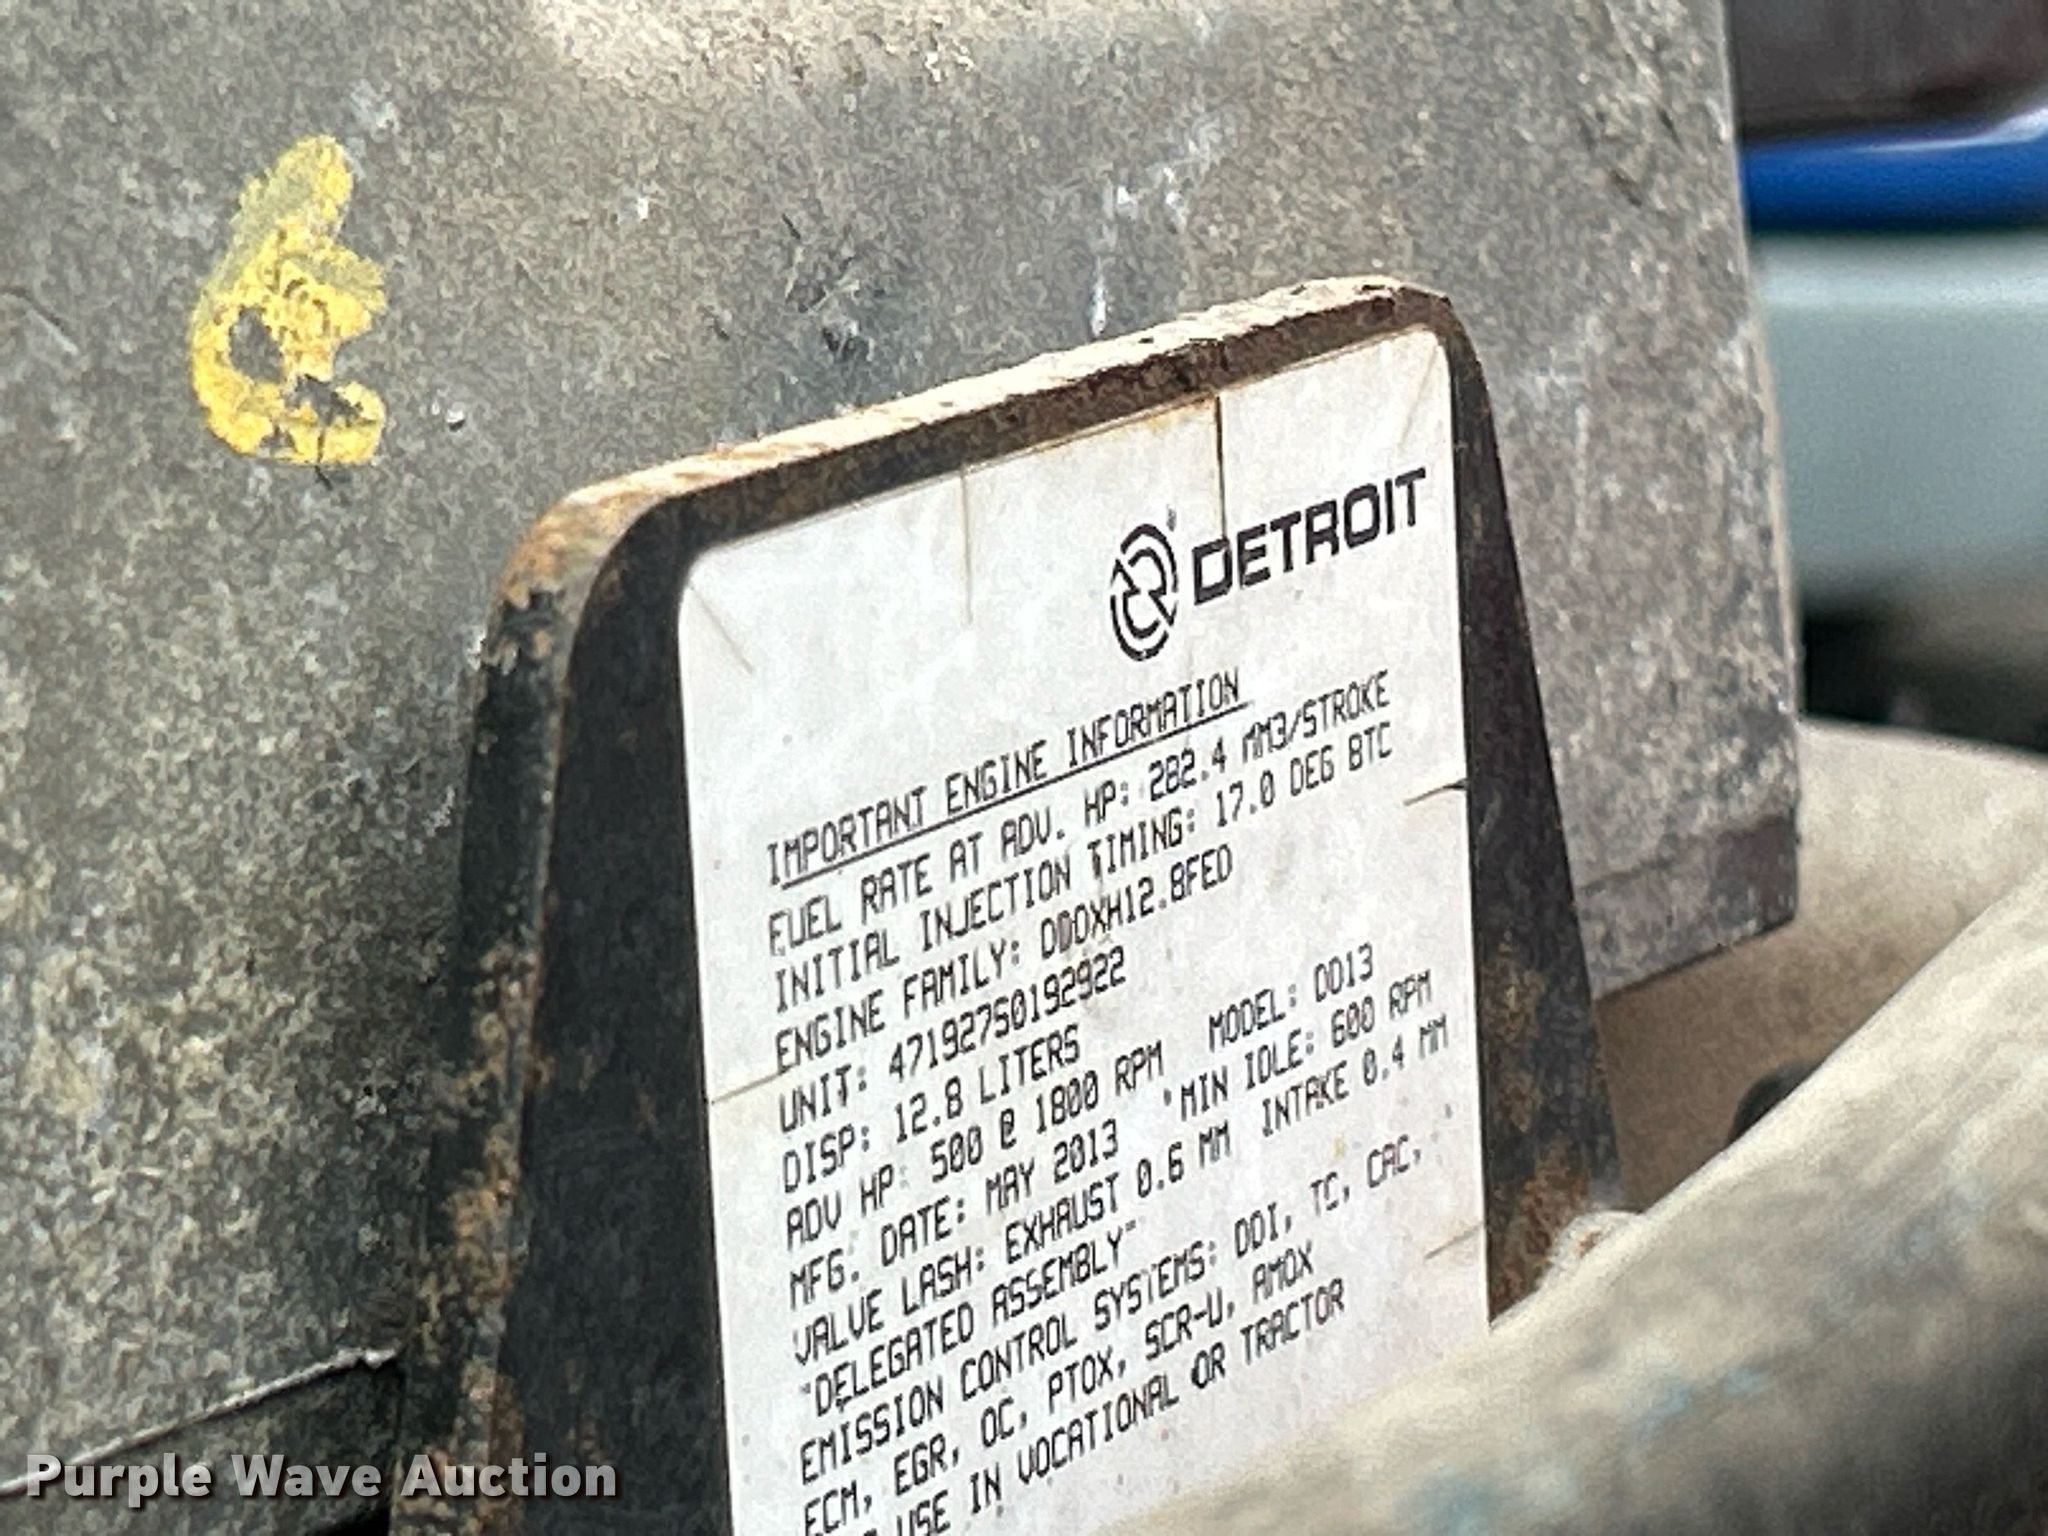 DETROIT
IMPORTANT ENGINE INFORMATION
FUEL RATE AT ADV. HP: 282.4 MM3/STROKE
INITIAL INJECTION TIMING: 17.0 DEG BTC
ENGINE FAMILY: DDDXH12.8FED
UNIT: 471927S0192922
DISP: 12.8 LITERS MODEL: DD13
ADV HP: 500 @ 1800 RPM MIN IDLE: 600 RPM
MFG. DATE: MAY 2013
VALVE LASH: EXHAUST 0.6 MM INTAKE 0.4 MM
"DELEGATED ASSEMBLY"
EMISSION CONTROL SYSTEMS: DDI, TC, CAC,
ECM, EGR, OC, PTOX, SCR-U, AMOX
USE IN VOCATIONAL OR TRACTOR
Purple Wave Auction